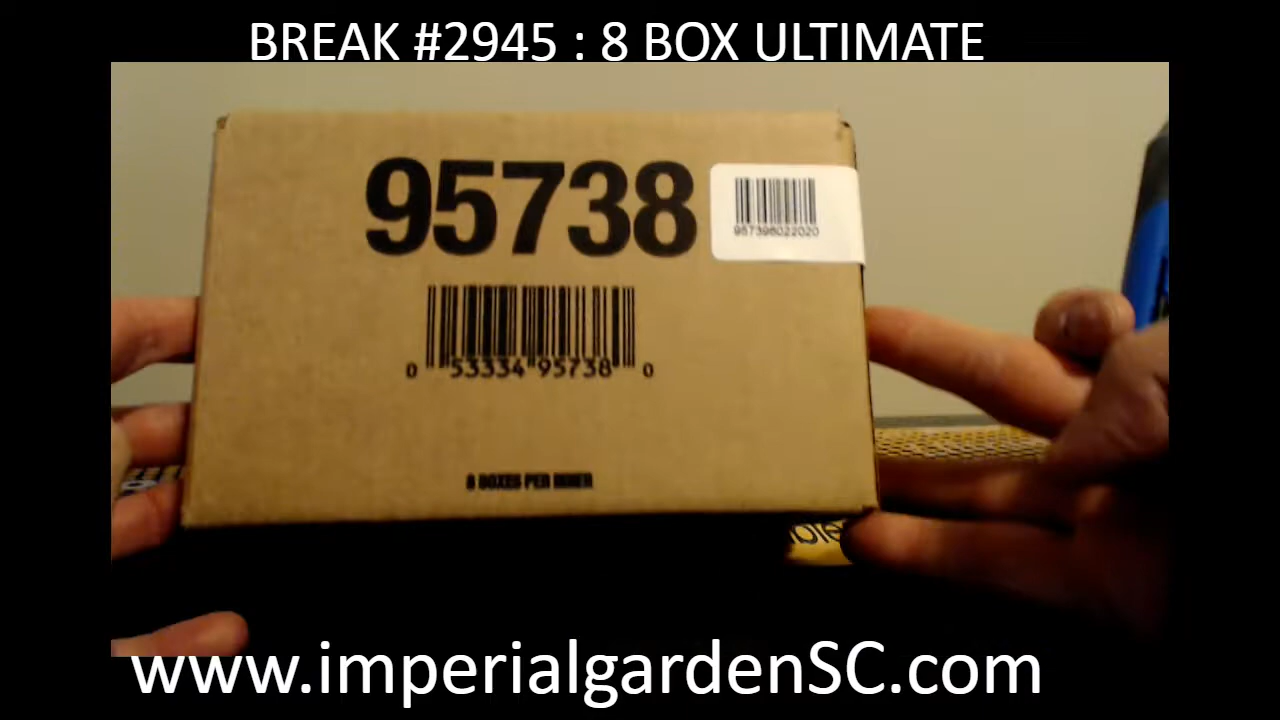 BREAK #2945 : 8 BOX ULTIMATE
95738
0 53334 95738 0
8 BOXES PER INNER
www.imperialgardenSC.com